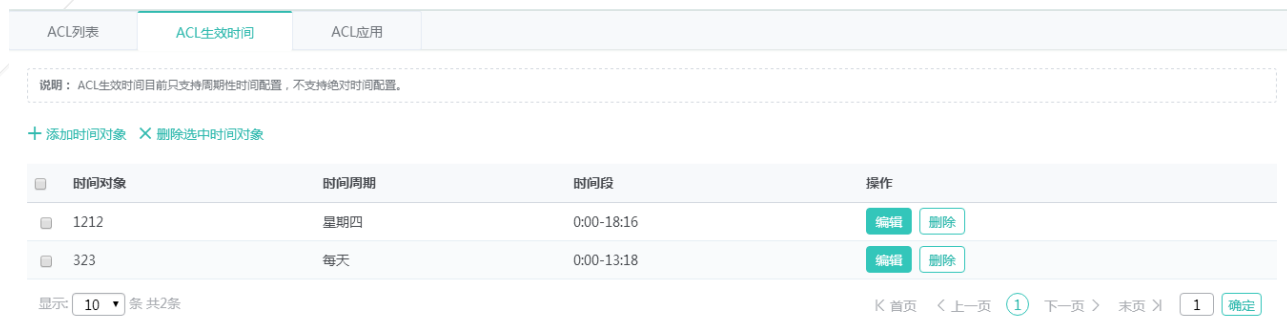 ACL列表 ACL生效时间 ACL应用
说明： ACL生效时间目前只支持周期性时间配置，不支持绝对时间配置。
添加时间对象 删除选中时间对象
时间对象 时间周期 时间段 操作
1212 星期四 0:00-18:16 编辑 删除
323 每天 0:00-13:18 编辑 删除
显示: 10 条 共2条 首页 上一页 1 下一页 末页 1 确定